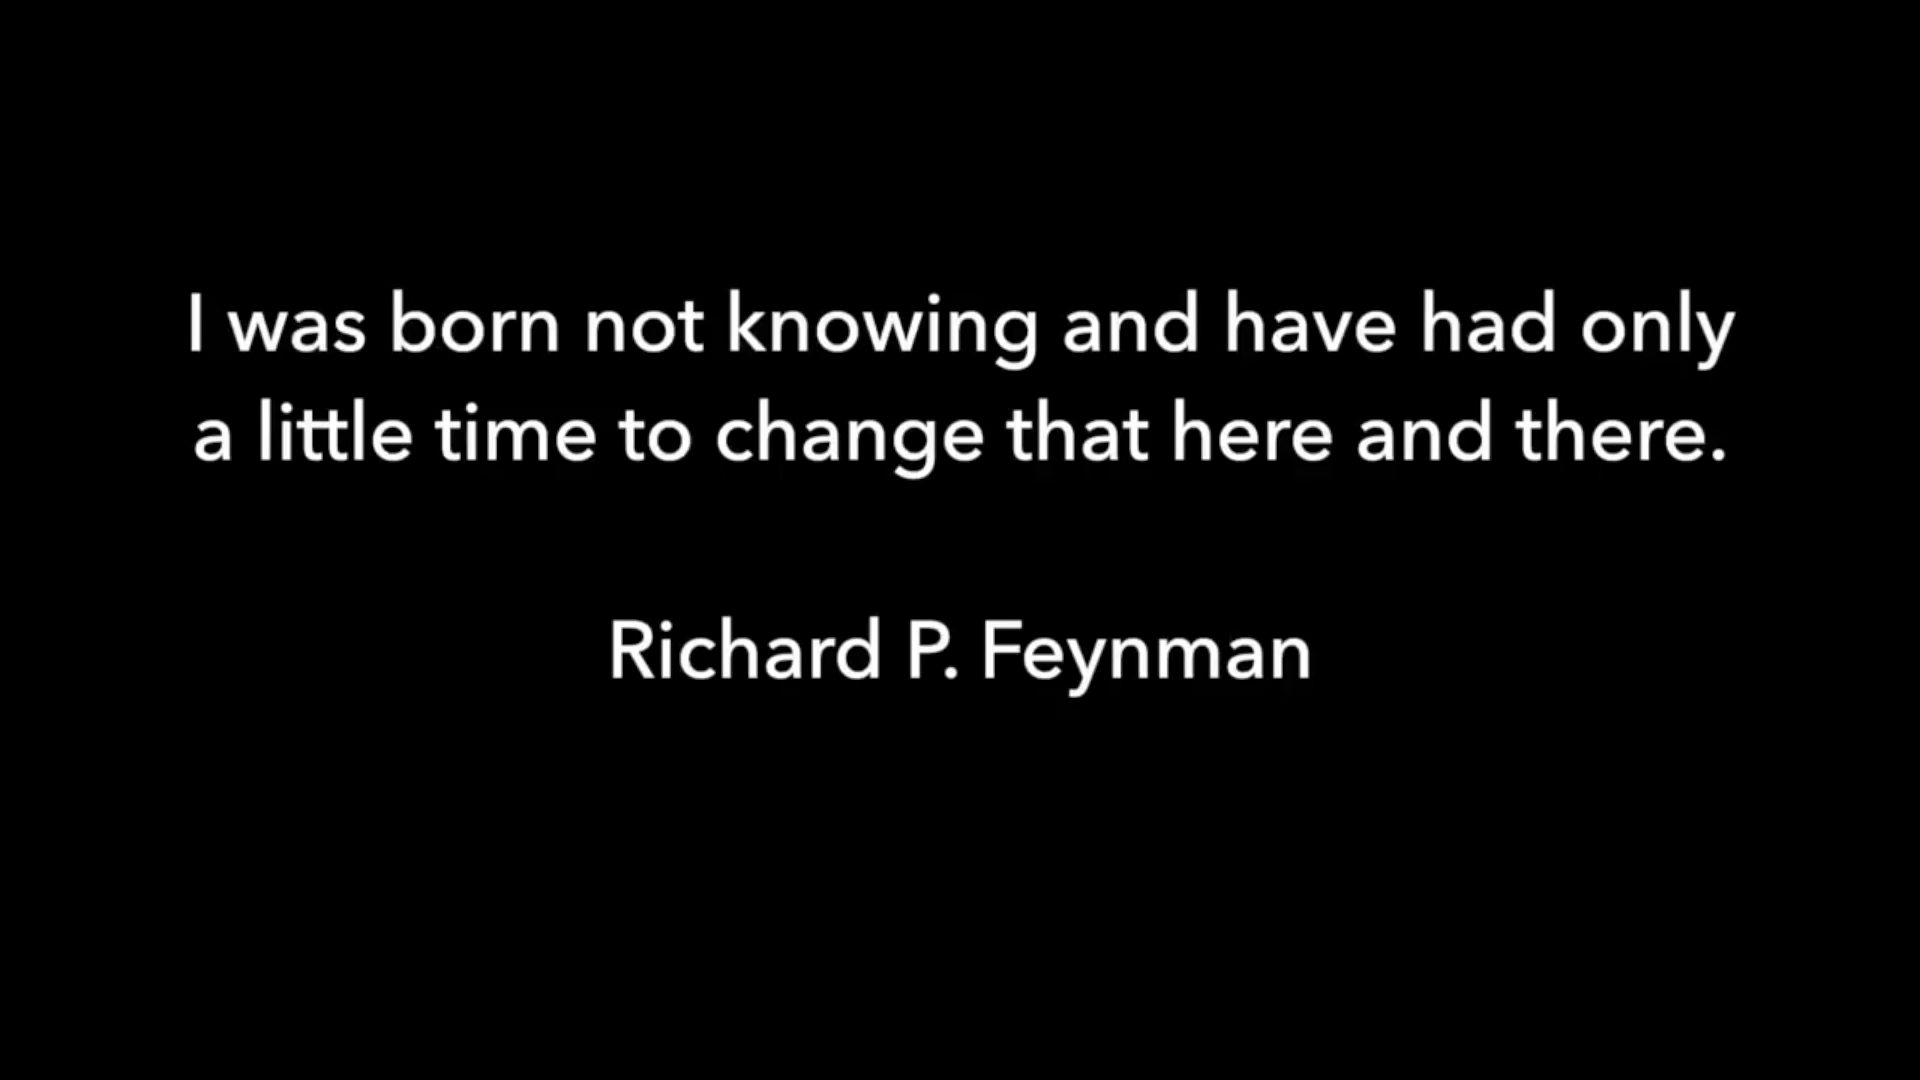 I was born not knowing and have had only
a little time to change that here and there.
Richard P. Feynman